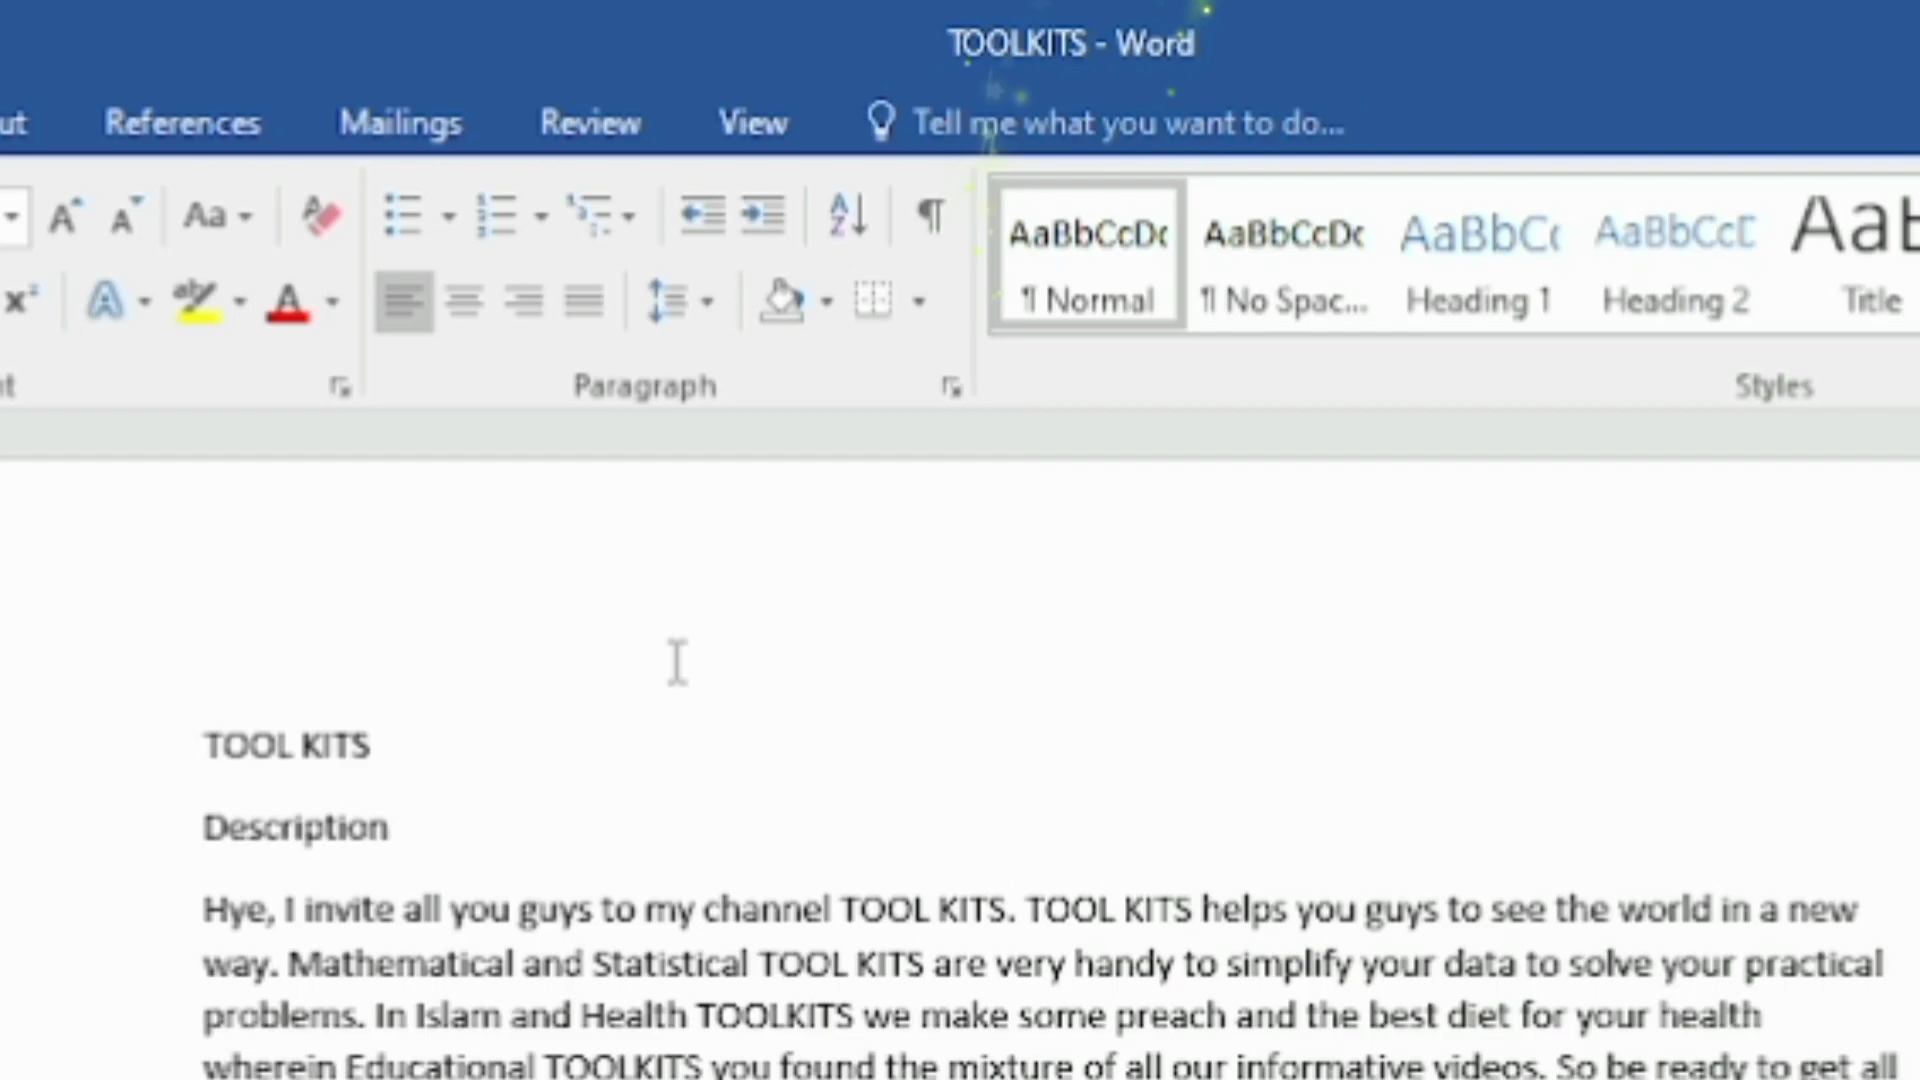 TOOLKITS - Word
ut References Mailings Review View Tell me what you want to do...
AaBbCcDc AaBbCcDc AaBbCc AaBbCcD Aab
¶ Normal ¶ No Spac... Heading 1 Heading 2 Title
Paragraph Styles
TOOL KITS
Description
Hye, I invite all you guys to my channel TOOL KITS. TOOL KITS helps you guys to see the world in a new
way. Mathematical and Statistical TOOL KITS are very handy to simplify your data to solve your practical
problems. In Islam and Health TOOLKITS we make some preach and the best diet for your health
wherein Educational TOOLKITS you found the mixture of all our informative videos. So be ready to get all